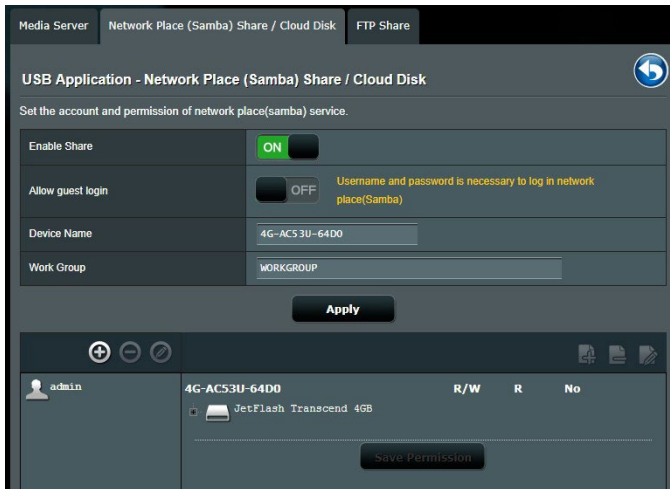 Media Server
Network Place (Samba) Share / Cloud Disk
FTP Share
USB Application - Network Place (Samba) Share / Cloud Disk
Set the account and permission of network place(samba) service.
Enable Share
ON
Allow guest login
OFF
Username and password is necessary to log in network
place(Samba)
Device Name
4G-AC53U-64D0
Work Group
WORKGROUP
Apply
admin
4G-AC53U-64D0
R/W
R
No
JetFlash Transcend 4GB
Save Permission